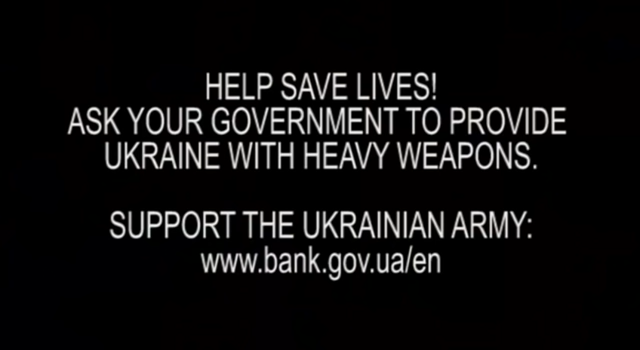 HELP SAVE LIVES!
ASK YOUR GOVERNMENT TO PROVIDE
UKRAINE WITH HEAVY WEAPONS.
SUPPORT THE UKRAINIAN ARMY:
www.bank.gov.ua/en